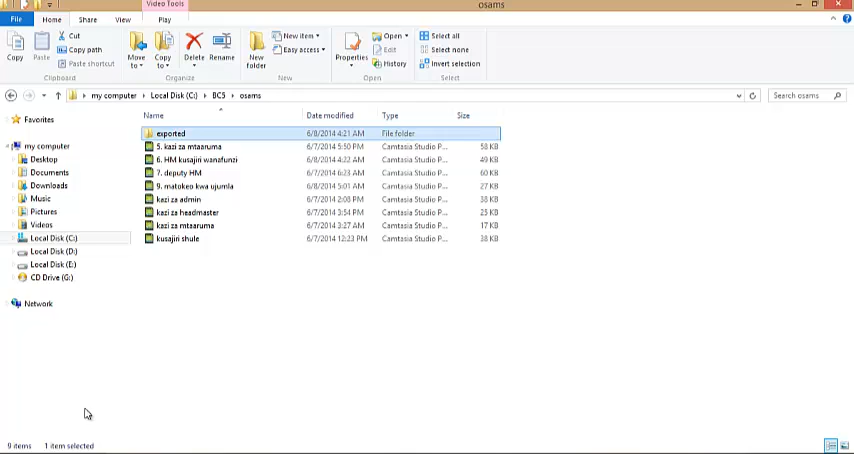 Video Tools
osams
File Home Share View Play
Copy
Paste
Cut
Copy path
Paste shortcut
Clipboard
Move to
Copy to
Delete
Rename
Organize
New folder
New item
Easy access
New
Properties
Open
Edit
History
Open
Select all
Select none
Invert selection
Select
my computer Local Disk (C:) BC5 osams
Search osams
Name Date modified Type Size
Favorites
my computer
Desktop
Documents
Downloads
Music
Pictures
Videos
Local Disk (C:)
Local Disk (D:)
Local Disk (E:)
CD Drive (G:)
Network
exported 6/8/2014 4:21 AM File folder
5. kazi za mtaaruma 6/7/2014 5:50 PM Camtasia Studio P... 58 KB
6. HM kusajiri wanafunzi 6/8/2014 4:22 AM Camtasia Studio P... 49 KB
7. deputy HM 6/7/2014 6:23 AM Camtasia Studio P... 60 KB
9. matokeo kwa ujumla 6/8/2014 5:01 AM Camtasia Studio P... 27 KB
kazi za admin 6/7/2014 2:08 PM Camtasia Studio P... 38 KB
kazi za headmaster 6/7/2014 3:54 PM Camtasia Studio P... 25 KB
kazi za mtaaruma 6/7/2014 3:27 AM Camtasia Studio P... 17 KB
kusajiri shule 6/7/2014 12:23 PM Camtasia Studio P... 38 KB
9 items 1 item selected